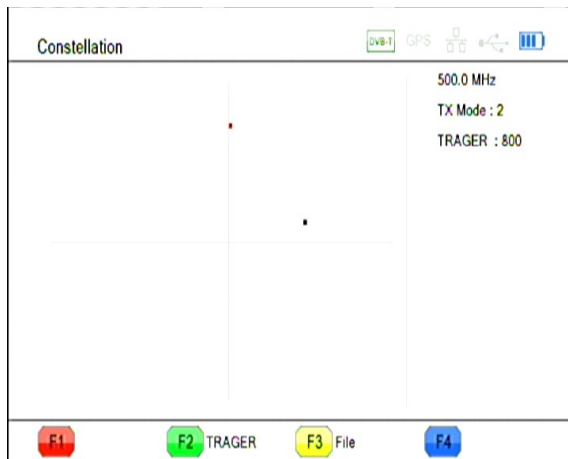 Constellation
DVB-T GPS
500.0 MHz
TX Mode : 2
TRAGER : 800
F1 F2 TRAGER F3 File F4